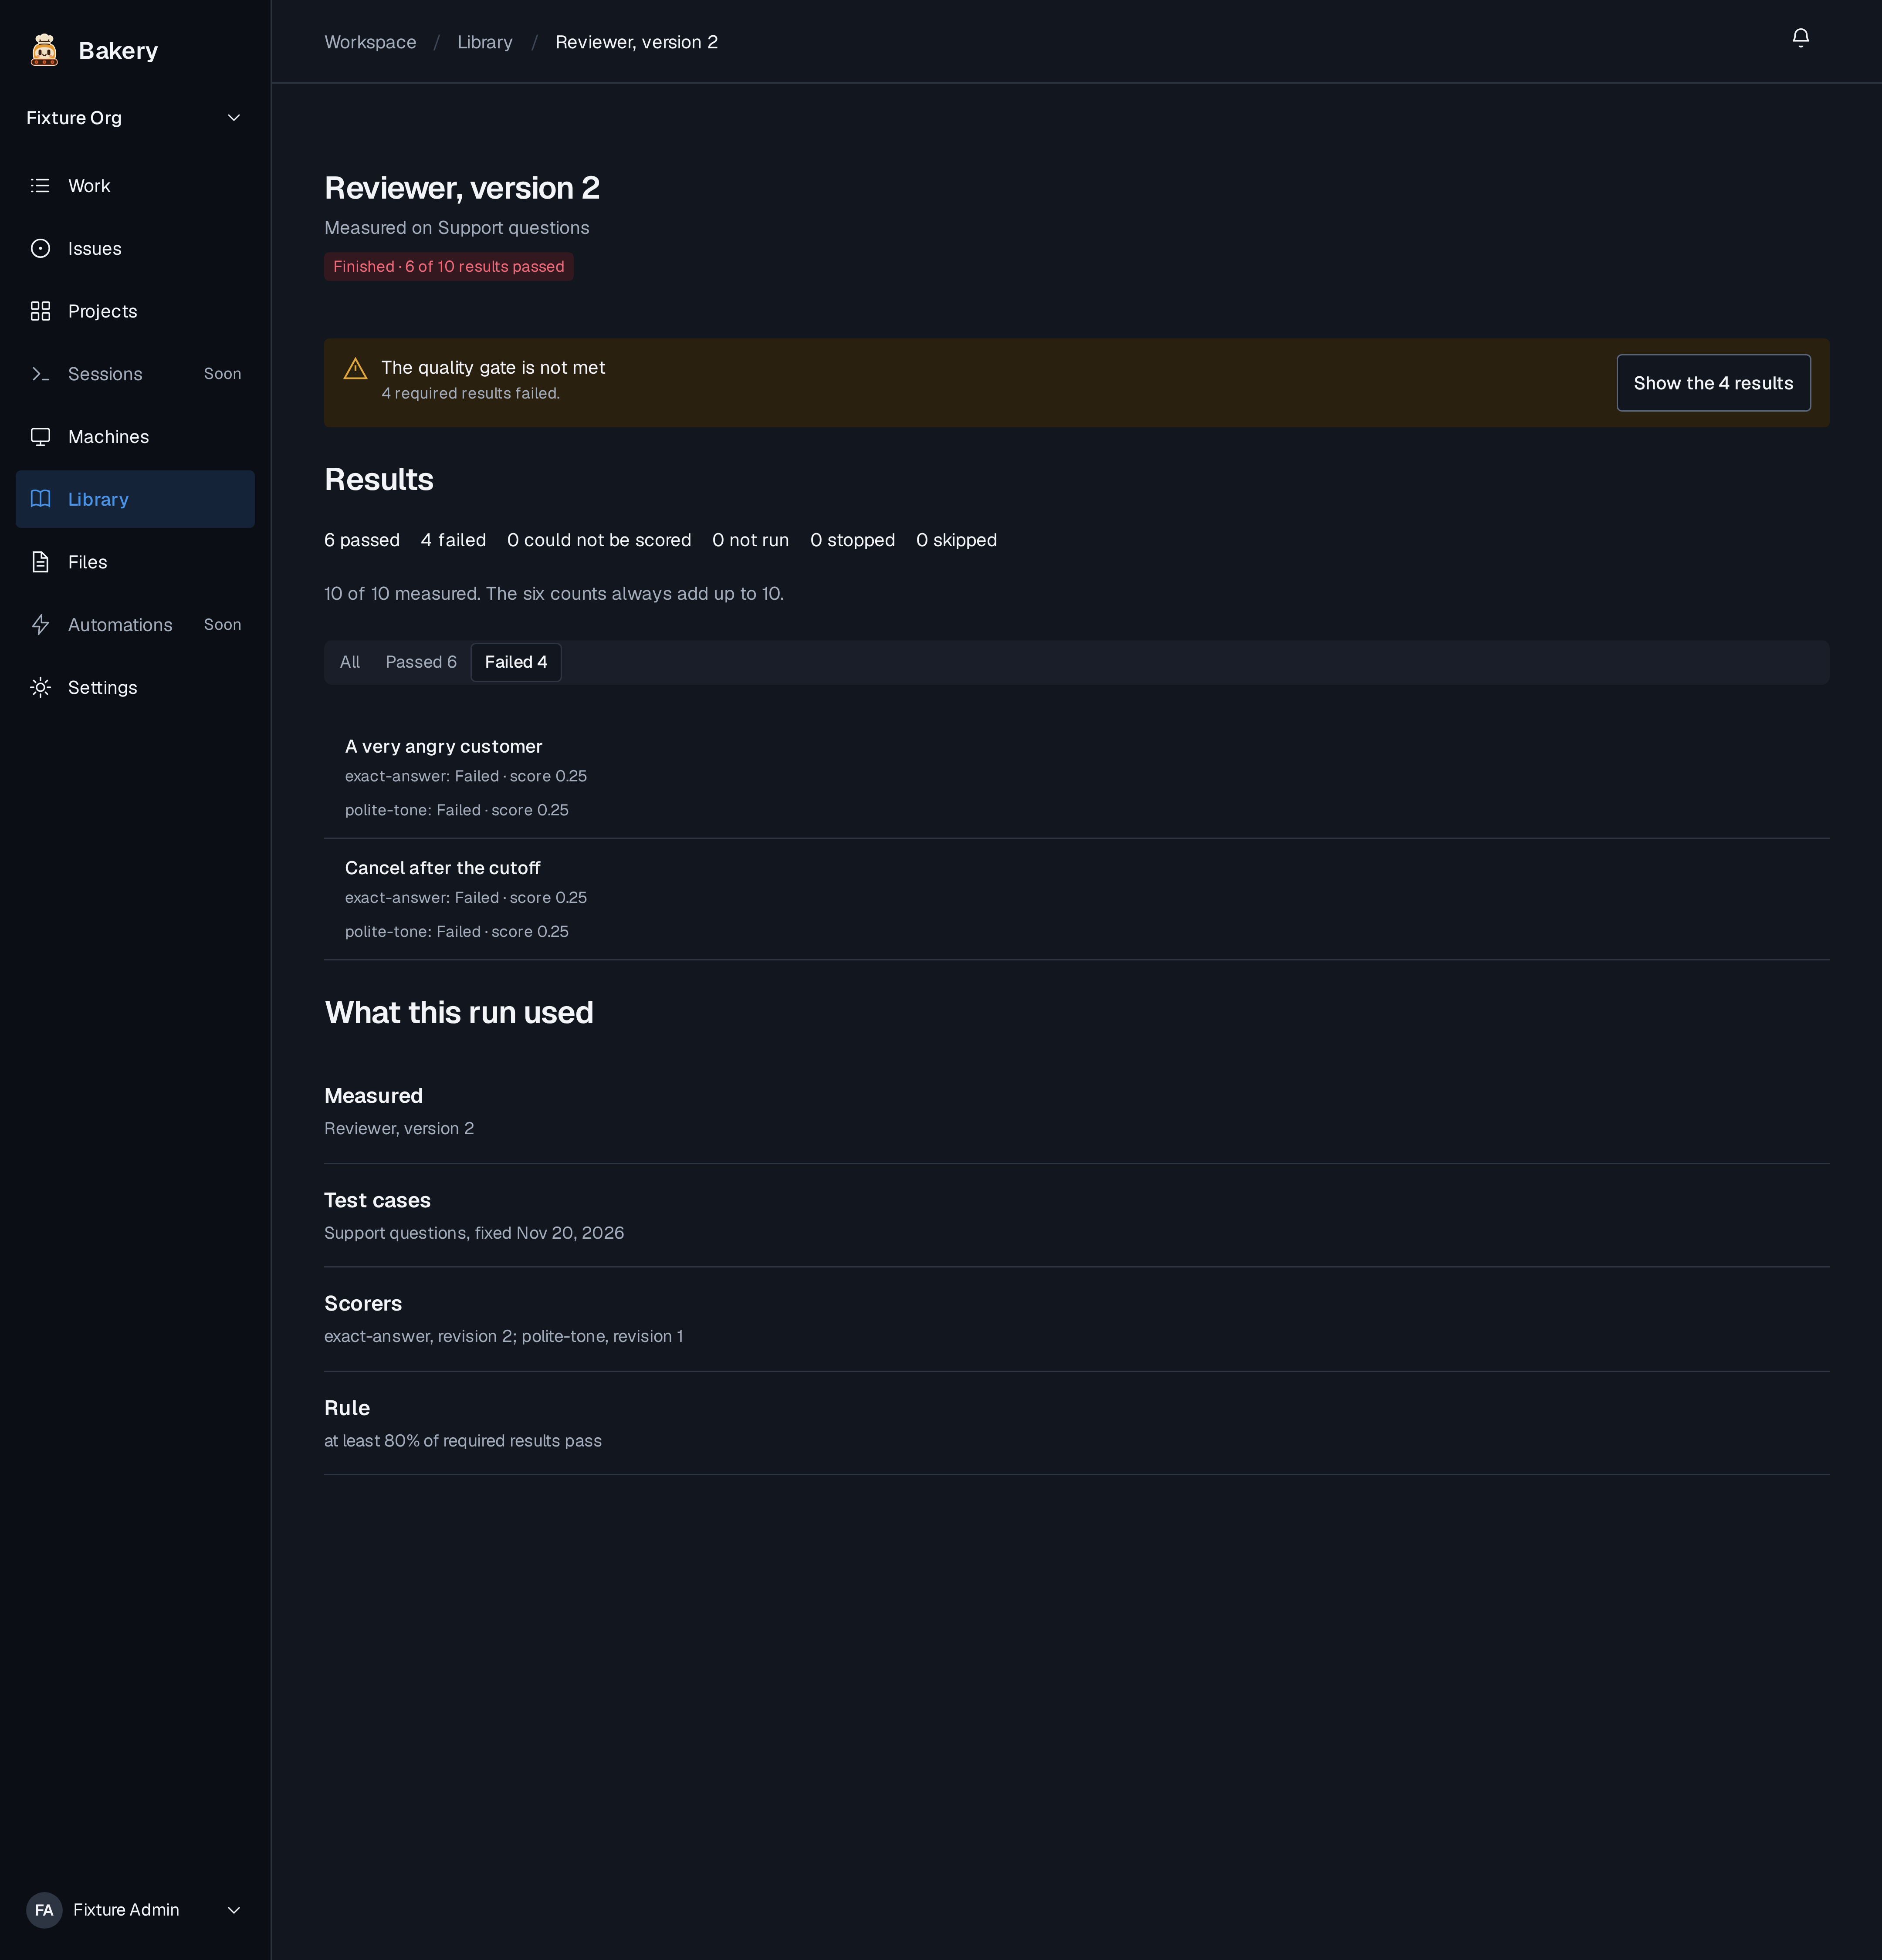 Bakery
Fixture Org
Work
Issues
Projects
Sessions Soon
Machines
Library
Files
Automations Soon
Settings
FA Fixture Admin
Workspace / Library / Reviewer, version 2
Reviewer, version 2
Measured on Support questions
Finished · 6 of 10 results passed
The quality gate is not met
4 required results failed.
Show the 4 results
Results
6 passed 4 failed 0 could not be scored 0 not run 0 stopped 0 skipped
10 of 10 measured. The six counts always add up to 10.
All Passed 6 Failed 4
A very angry customer
exact-answer: Failed · score 0.25
polite-tone: Failed · score 0.25
Cancel after the cutoff
exact-answer: Failed · score 0.25
polite-tone: Failed · score 0.25
What this run used
Measured
Reviewer, version 2
Test cases
Support questions, fixed Nov 20, 2026
Scorers
exact-answer, revision 2; polite-tone, revision 1
Rule
at least 80% of required results pass